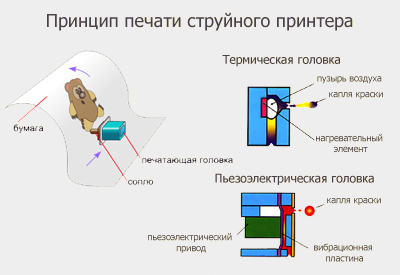 Принцип печати струйного принтера
Термическая головка
пузырь воздуха
капля краски
нагревательный
элемент
бумага
печатающая головка
сопло
Пьезоэлектрическая головка
капля краски
пьезоэлектрический
привод
вибрационная
пластина